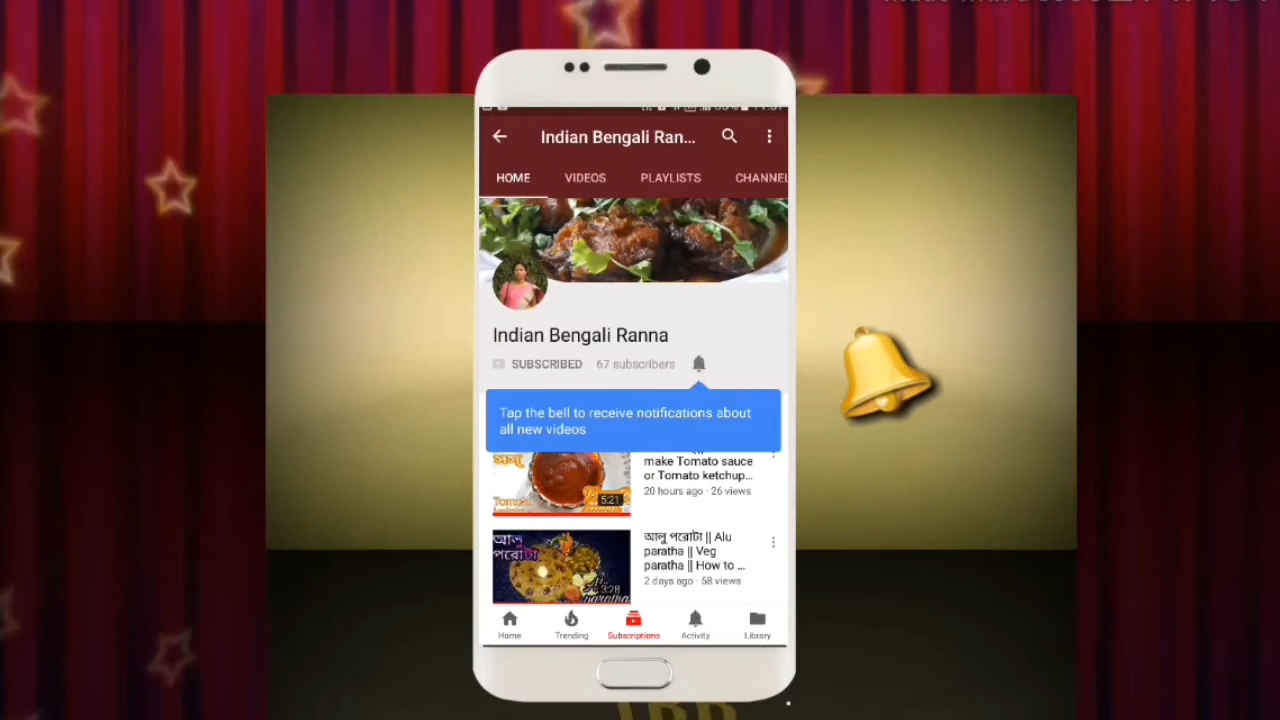 Indian Bengali Ran...
HOME VIDEOS PLAYLISTS CHANNEL
Indian Bengali Ranna
SUBSCRIBED 67 subscribers
Tap the bell to receive notifications about
all new videos
make Tomato sauce
or Tomato ketchup...
20 hours ago · 26 views
5:21
আলু
পরোটা
3:28
আলু পরোটা || Alu
paratha || Veg
paratha || How to ...
2 days ago · 58 views
Home Trending Subscriptions Activity Library